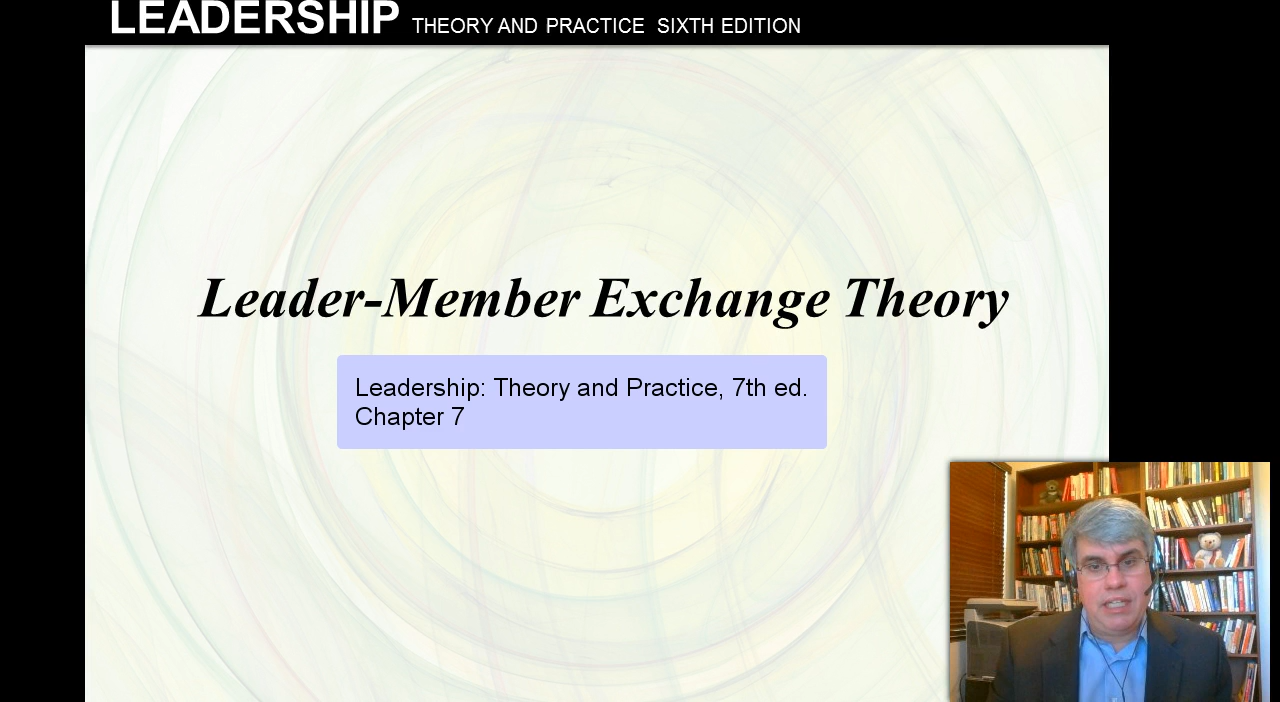 LEADERSHIP THEORY AND PRACTICE SIXTH EDITION
Leader-Member Exchange Theory
Leadership: Theory and Practice, 7th ed.
Chapter 7